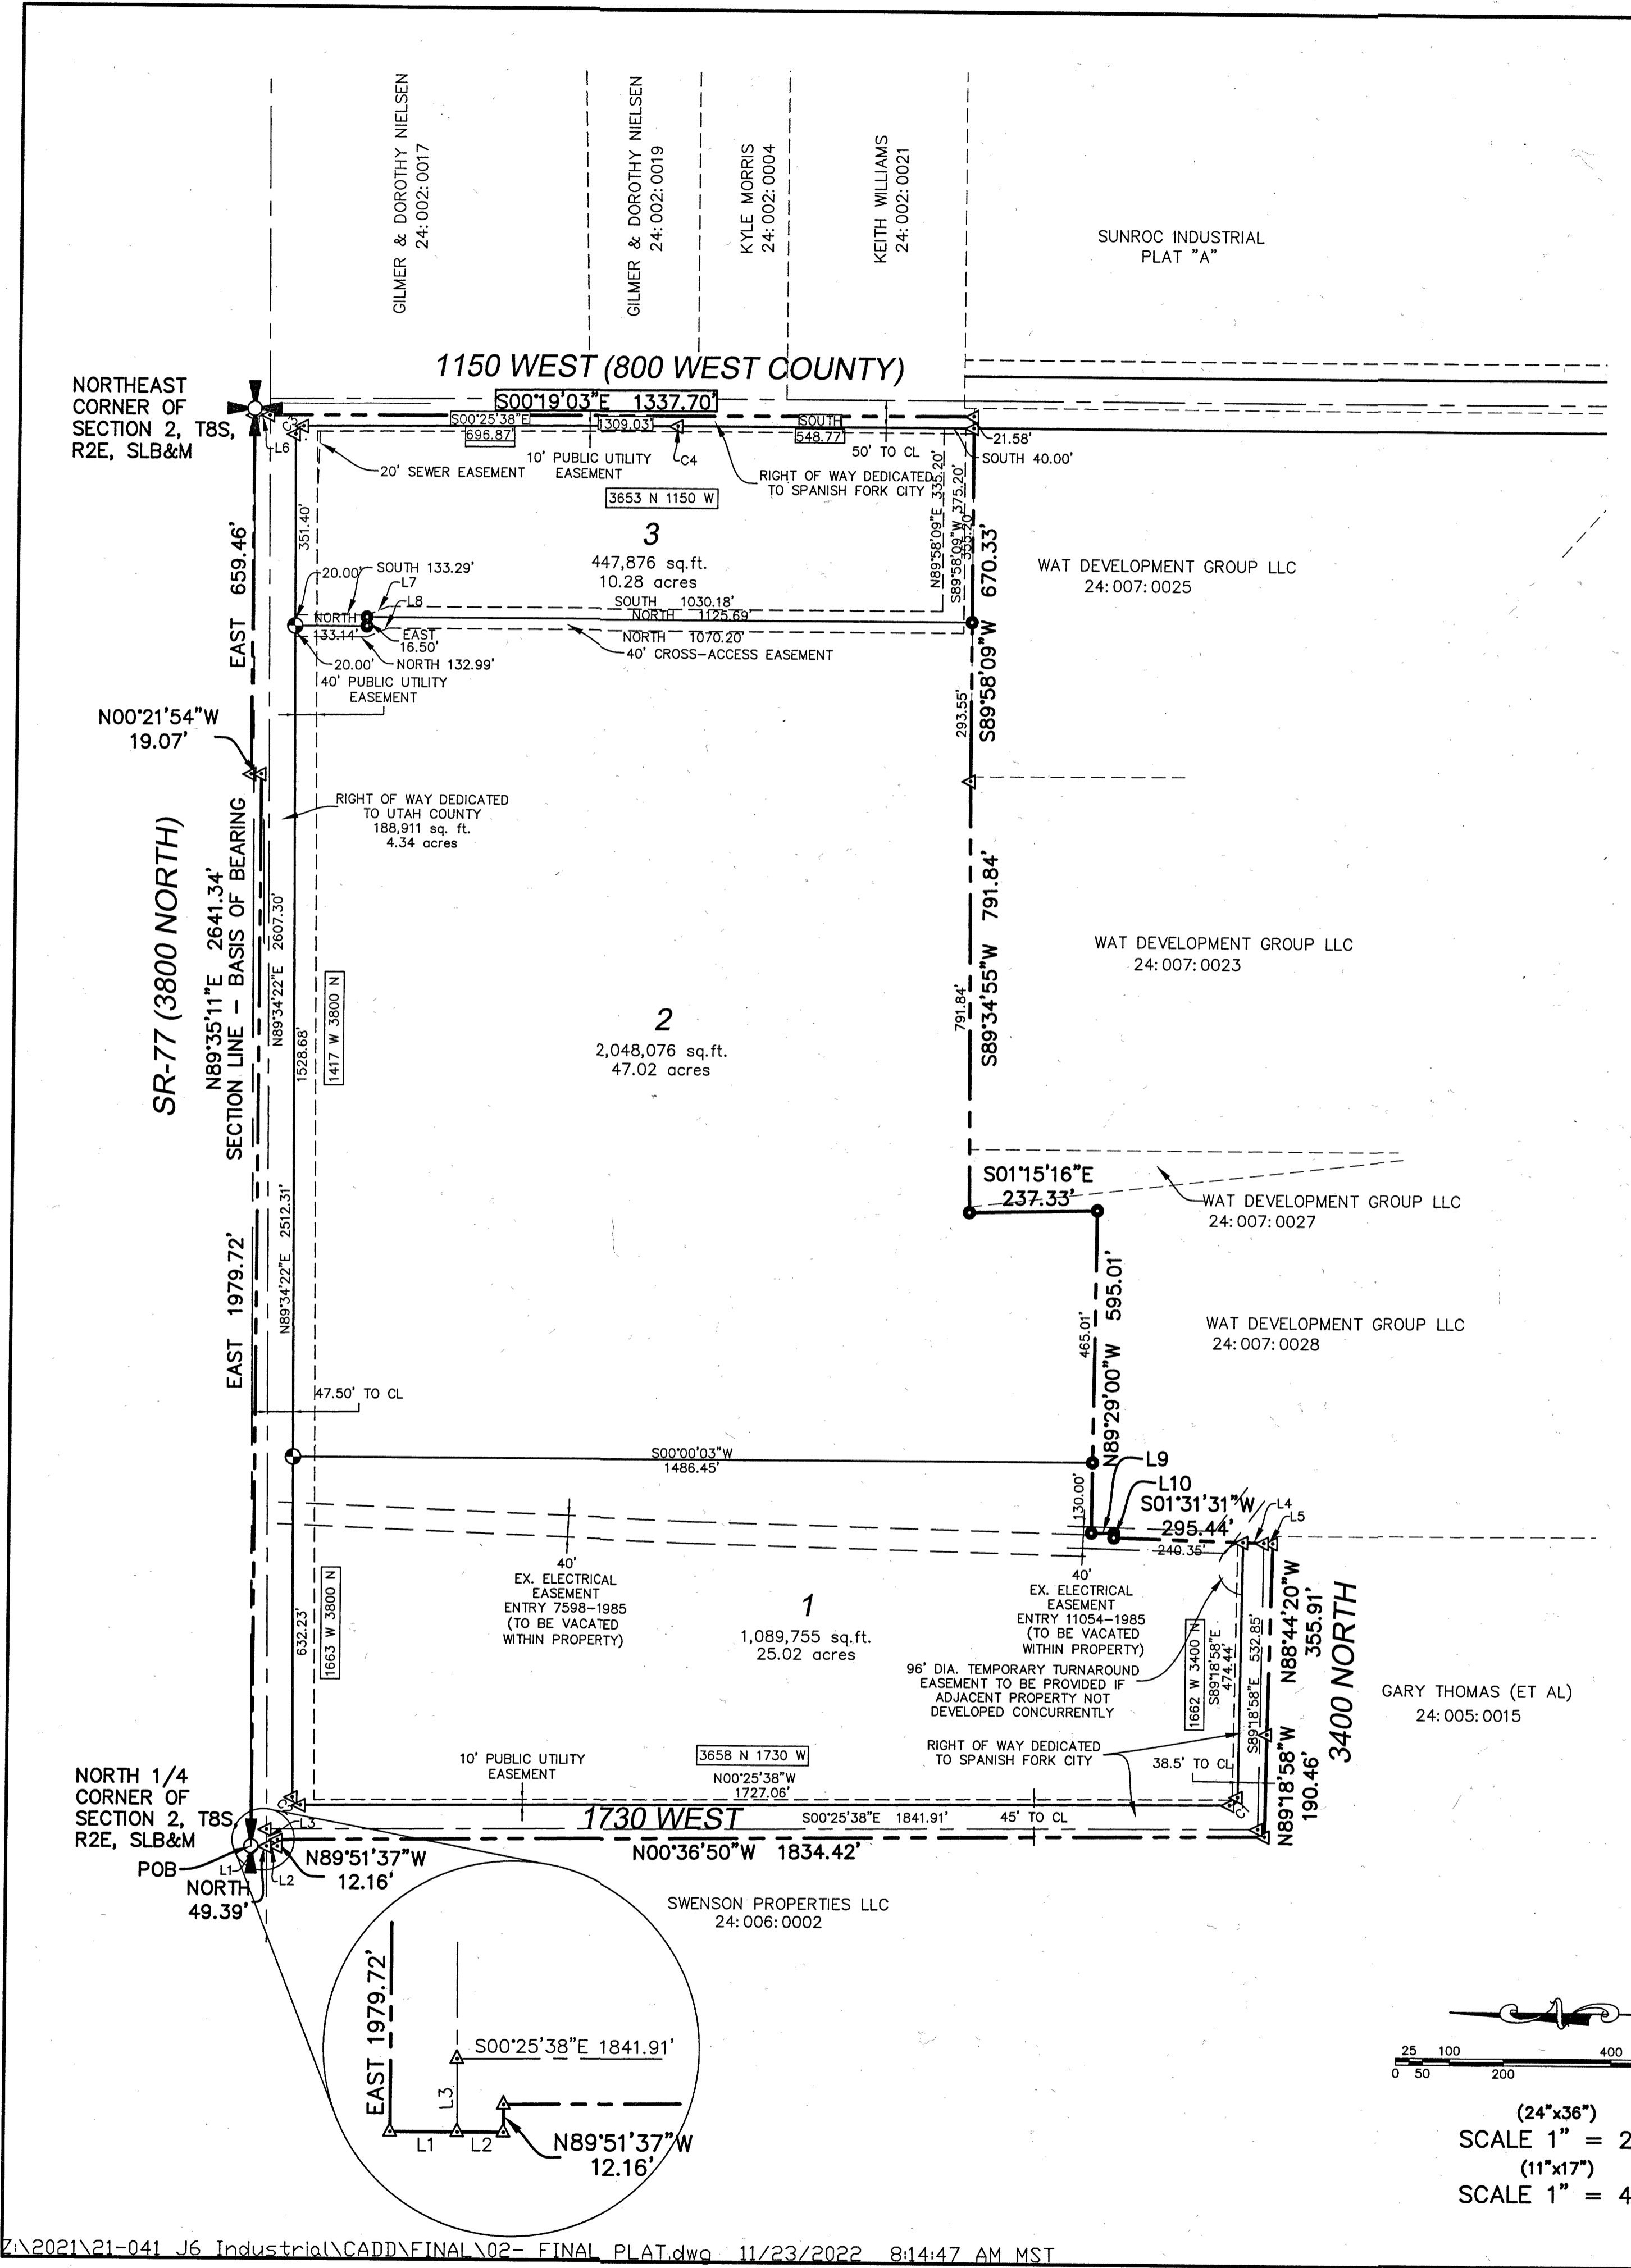 GILMER & DOROTHY NIELSEN
24:002:0017
GILMER & DOROTHY NIELSEN
24:002:0019
KYLE MORRIS
24:002:0004
KEITH WILLIAMS
24:002:0021
SUNROC INDUSTRIAL
PLAT "A"
1150 WEST (800 WEST COUNTY)
S00°19'03"E 1337.70'
NORTHEAST
CORNER OF
SECTION 2, T8S,
R2E, SLB&M
L6
C3
S00°25'38"E
696.87'
1309.03'
SOUTH
548.77'
21.58'
SOUTH 40.00'
50' TO CL
C4
20' SEWER EASEMENT
10' PUBLIC UTILITY
EASEMENT
RIGHT OF WAY DEDICATED
TO SPANISH FORK CITY
3653 N 1150 W
3
447,876 sq.ft.
10.28 acres
N89°58'09"E 335.20'
S89°58'09"W 375.20'
355.20'
S89°58'09"W 670.33'
WAT DEVELOPMENT GROUP LLC
24:007:0025
EAST 659.46'
351.40'
20.00'
SOUTH 133.29'
L7
L8
SOUTH 1030.18'
NORTH 1125.69'
NORTH 1070.20'
NORTH
133.14'
EAST
16.50'
NORTH 132.99'
20.00'
40' CROSS-ACCESS EASEMENT
40' PUBLIC UTILITY
EASEMENT
293.55'
N00°21'54"W
19.07'
RIGHT OF WAY DEDICATED
TO UTAH COUNTY
188,911 sq. ft.
4.34 acres
SR-77 (3800 NORTH)
N89°35'11"E 2641.34'
SECTION LINE - BASIS OF BEARING
N89°34'22"E 2607.30'
1528.68'
1417 W 3800 N
2
2,048,076 sq.ft.
47.02 acres
791.84'
S89°34'55"W 791.84'
WAT DEVELOPMENT GROUP LLC
24:007:0023
S01°15'16"E
237.33'
WAT DEVELOPMENT GROUP LLC
24:007:0027
EAST 1979.72'
N89°34'22"E 2512.31'
465.01'
N89°29'00"W 595.01'
WAT DEVELOPMENT GROUP LLC
24:007:0028
47.50' TO CL
S00°00'03"W
1486.45'
130.00'
L9
L10
S01°31'31"W
295.44'
240.35'
L4
L5
632.23'
1663 W 3800 N
40'
EX. ELECTRICAL
EASEMENT
ENTRY 7598-1985
(TO BE VACATED
WITHIN PROPERTY)
1
1,089,755 sq.ft.
25.02 acres
40'
EX. ELECTRICAL
EASEMENT
ENTRY 11054-1985
(TO BE VACATED
WITHIN PROPERTY)
96' DIA. TEMPORARY TURNAROUND
EASEMENT TO BE PROVIDED IF
ADJACENT PROPERTY NOT
DEVELOPED CONCURRENTLY
1662 W 3400 N
S89°18'58"E
474.44'
S89°18'58"E 532.85'
N88°44'20"W
355.91'
3400 NORTH
GARY THOMAS (ET AL)
24:005:0015
RIGHT OF WAY DEDICATED
TO SPANISH FORK CITY
38.5' TO CL
N89°18'58"W
190.46'
10' PUBLIC UTILITY
EASEMENT
3658 N 1730 W
N00°25'38"W
1727.06'
1730 WEST
S00°25'38"E 1841.91'
45' TO CL
N00°36'50"W 1834.42'
NORTH 1/4
CORNER OF
SECTION 2, T8S,
R2E, SLB&M
POB
L1
L2
L3
NORTH
49.39'
N89°51'37"W
12.16'
SWENSON PROPERTIES LLC
24:006:0002
EAST 1979.72'
S00°25'38"E 1841.91'
L3
L1
L2
N89°51'37"W
12.16'
25 100 400
0 50 200
(24"x36")
SCALE 1" = 2
(11"x17")
SCALE 1" = 4
Z:\2021\21-041 J6 Industrial\CADD\FINAL\02- FINAL PLAT.dwg 11/23/2022 8:14:47 AM MST